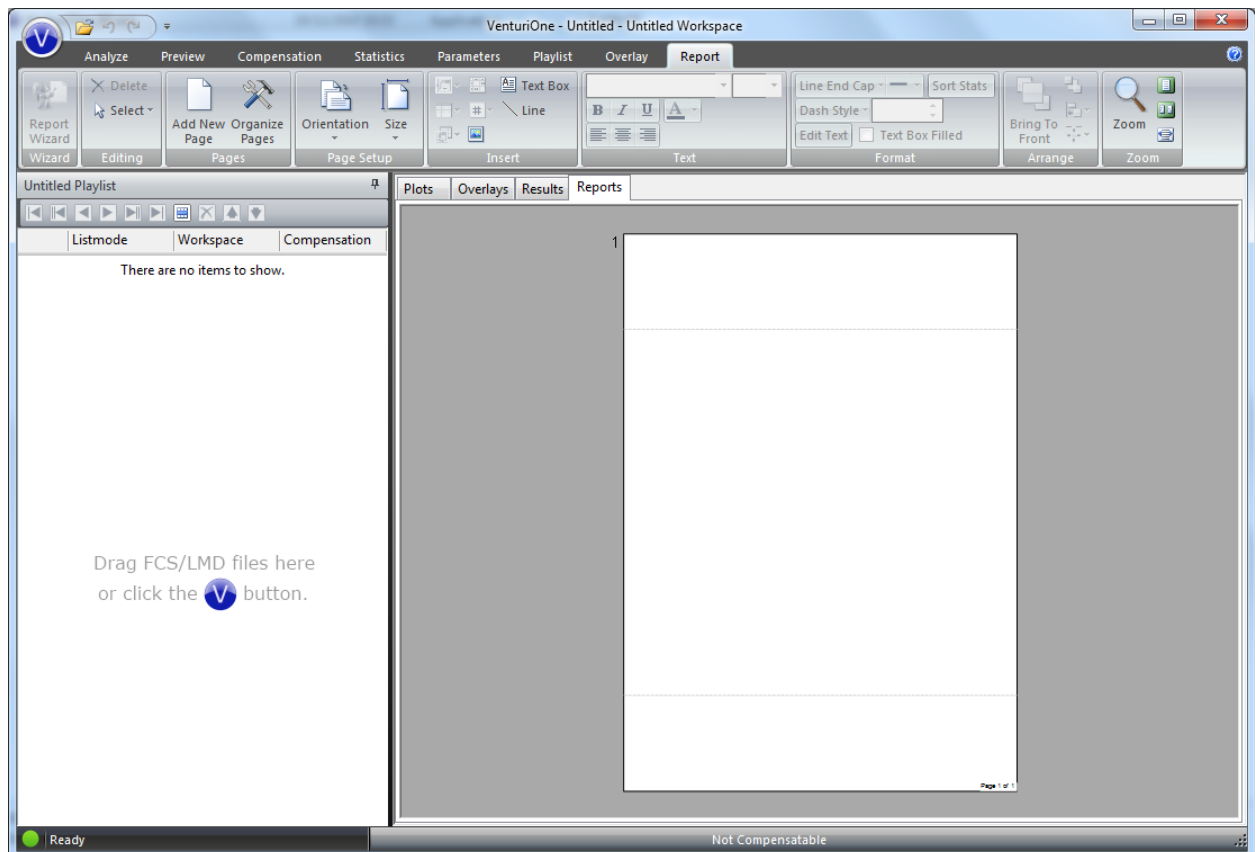 VenturiOne - Untitled - Untitled Workspace
V
Analyze Preview Compensation Statistics Parameters Playlist Overlay Report
Delete Text Box Line End Cap Sort Stats
Select Line Dash Style
Report Wizard Add New Page Organize Pages Orientation Size B I U A Edit Text Text Box Filled Bring To Front Zoom
Wizard Editing Pages Page Setup Insert Text Format Arrange Zoom
Untitled Playlist Plots Overlays Results Reports
Listmode Workspace Compensation
1
There are no items to show.
Drag FCS/LMD files here
or click the V button.
Page 1 of 1
Ready Not Compensatable